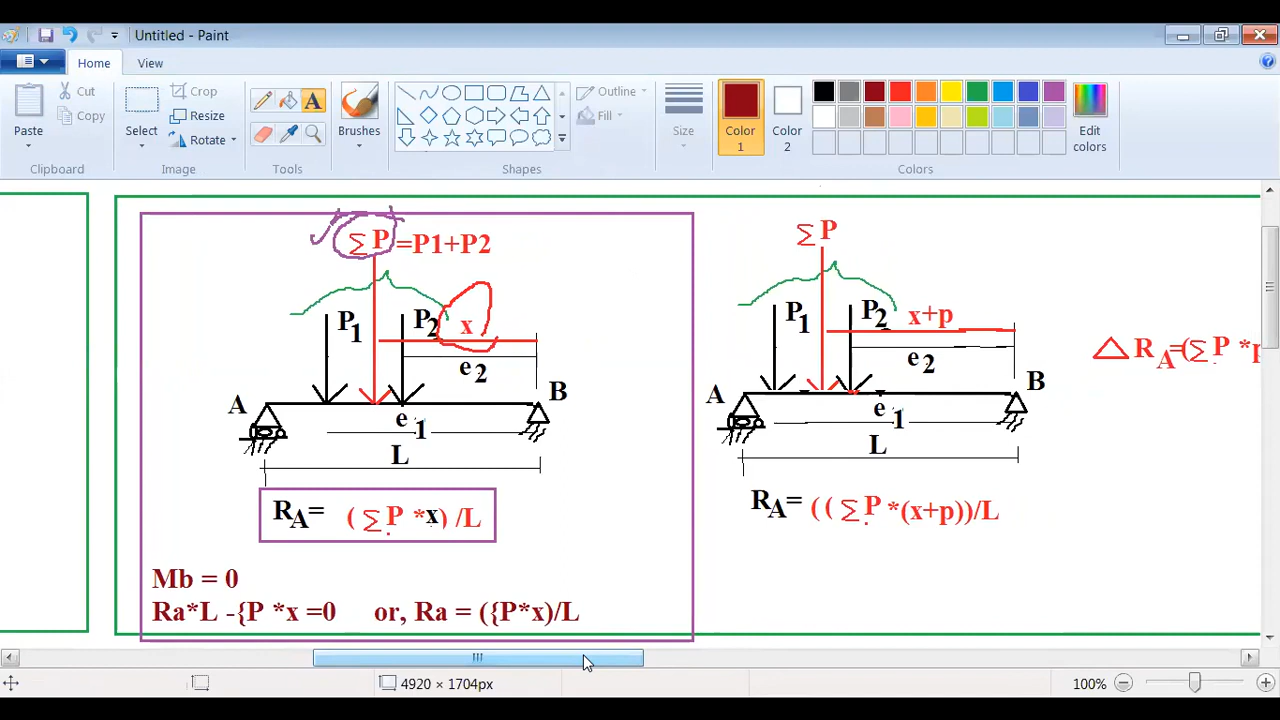 Untitled - Paint
Home View
Paste
Cut
Copy
Clipboard
Select
Crop
Resize
Rotate
Image
A
Tools
Brushes
Outline
Fill
Shapes
Size
Color 1
Color 2
Edit colors
Colors
∑ P =P1+P2
P1 P2 x
e2
A B
e1
L
RA= ( ∑ P *x) /L
Mb = 0
Ra*L -{P *x =0 or, Ra = ({P*x)/L
∑ P
P1 P2 x+p
e2
A B
e1
L
RA= ( ( ∑ P *(x+p))/L
△ RA=(∑ P *p
4920 × 1704px
100%